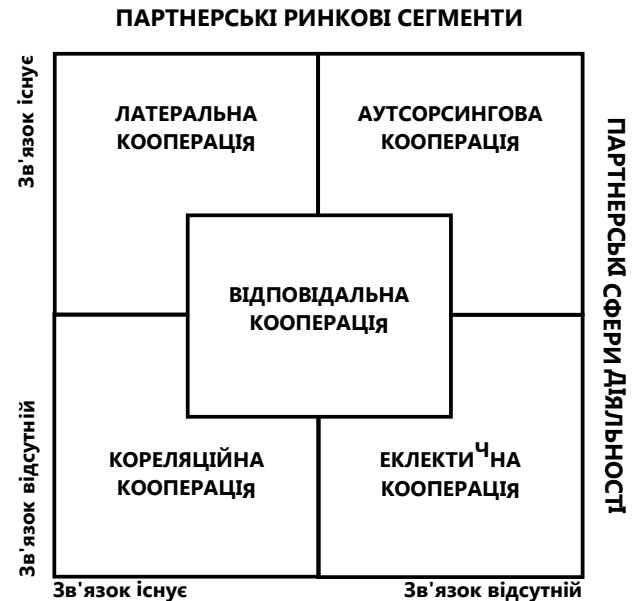 ПАРТНЕРСЬКІ РИНКОВІ СЕГМЕНТИ
Зв'язок існує
ЛАТЕРАЛЬНА
КООПЕРАЦІЯ
АУТСОРСИНГОВА
КООПЕРАЦІЯ
ПАРТНЕРСЬКІ СФЕРИ ДІЯЛЬНОСТІ
ВІДПОВІДАЛЬНА
КООПЕРАЦІЯ
Зв'язок відсутній
КОРЕЛЯЦІЙНА
КООПЕРАЦІЯ
ЕКЛЕКТИЧНА
КООПЕРАЦІЯ
Зв'язок існує
Зв'язок відсутній